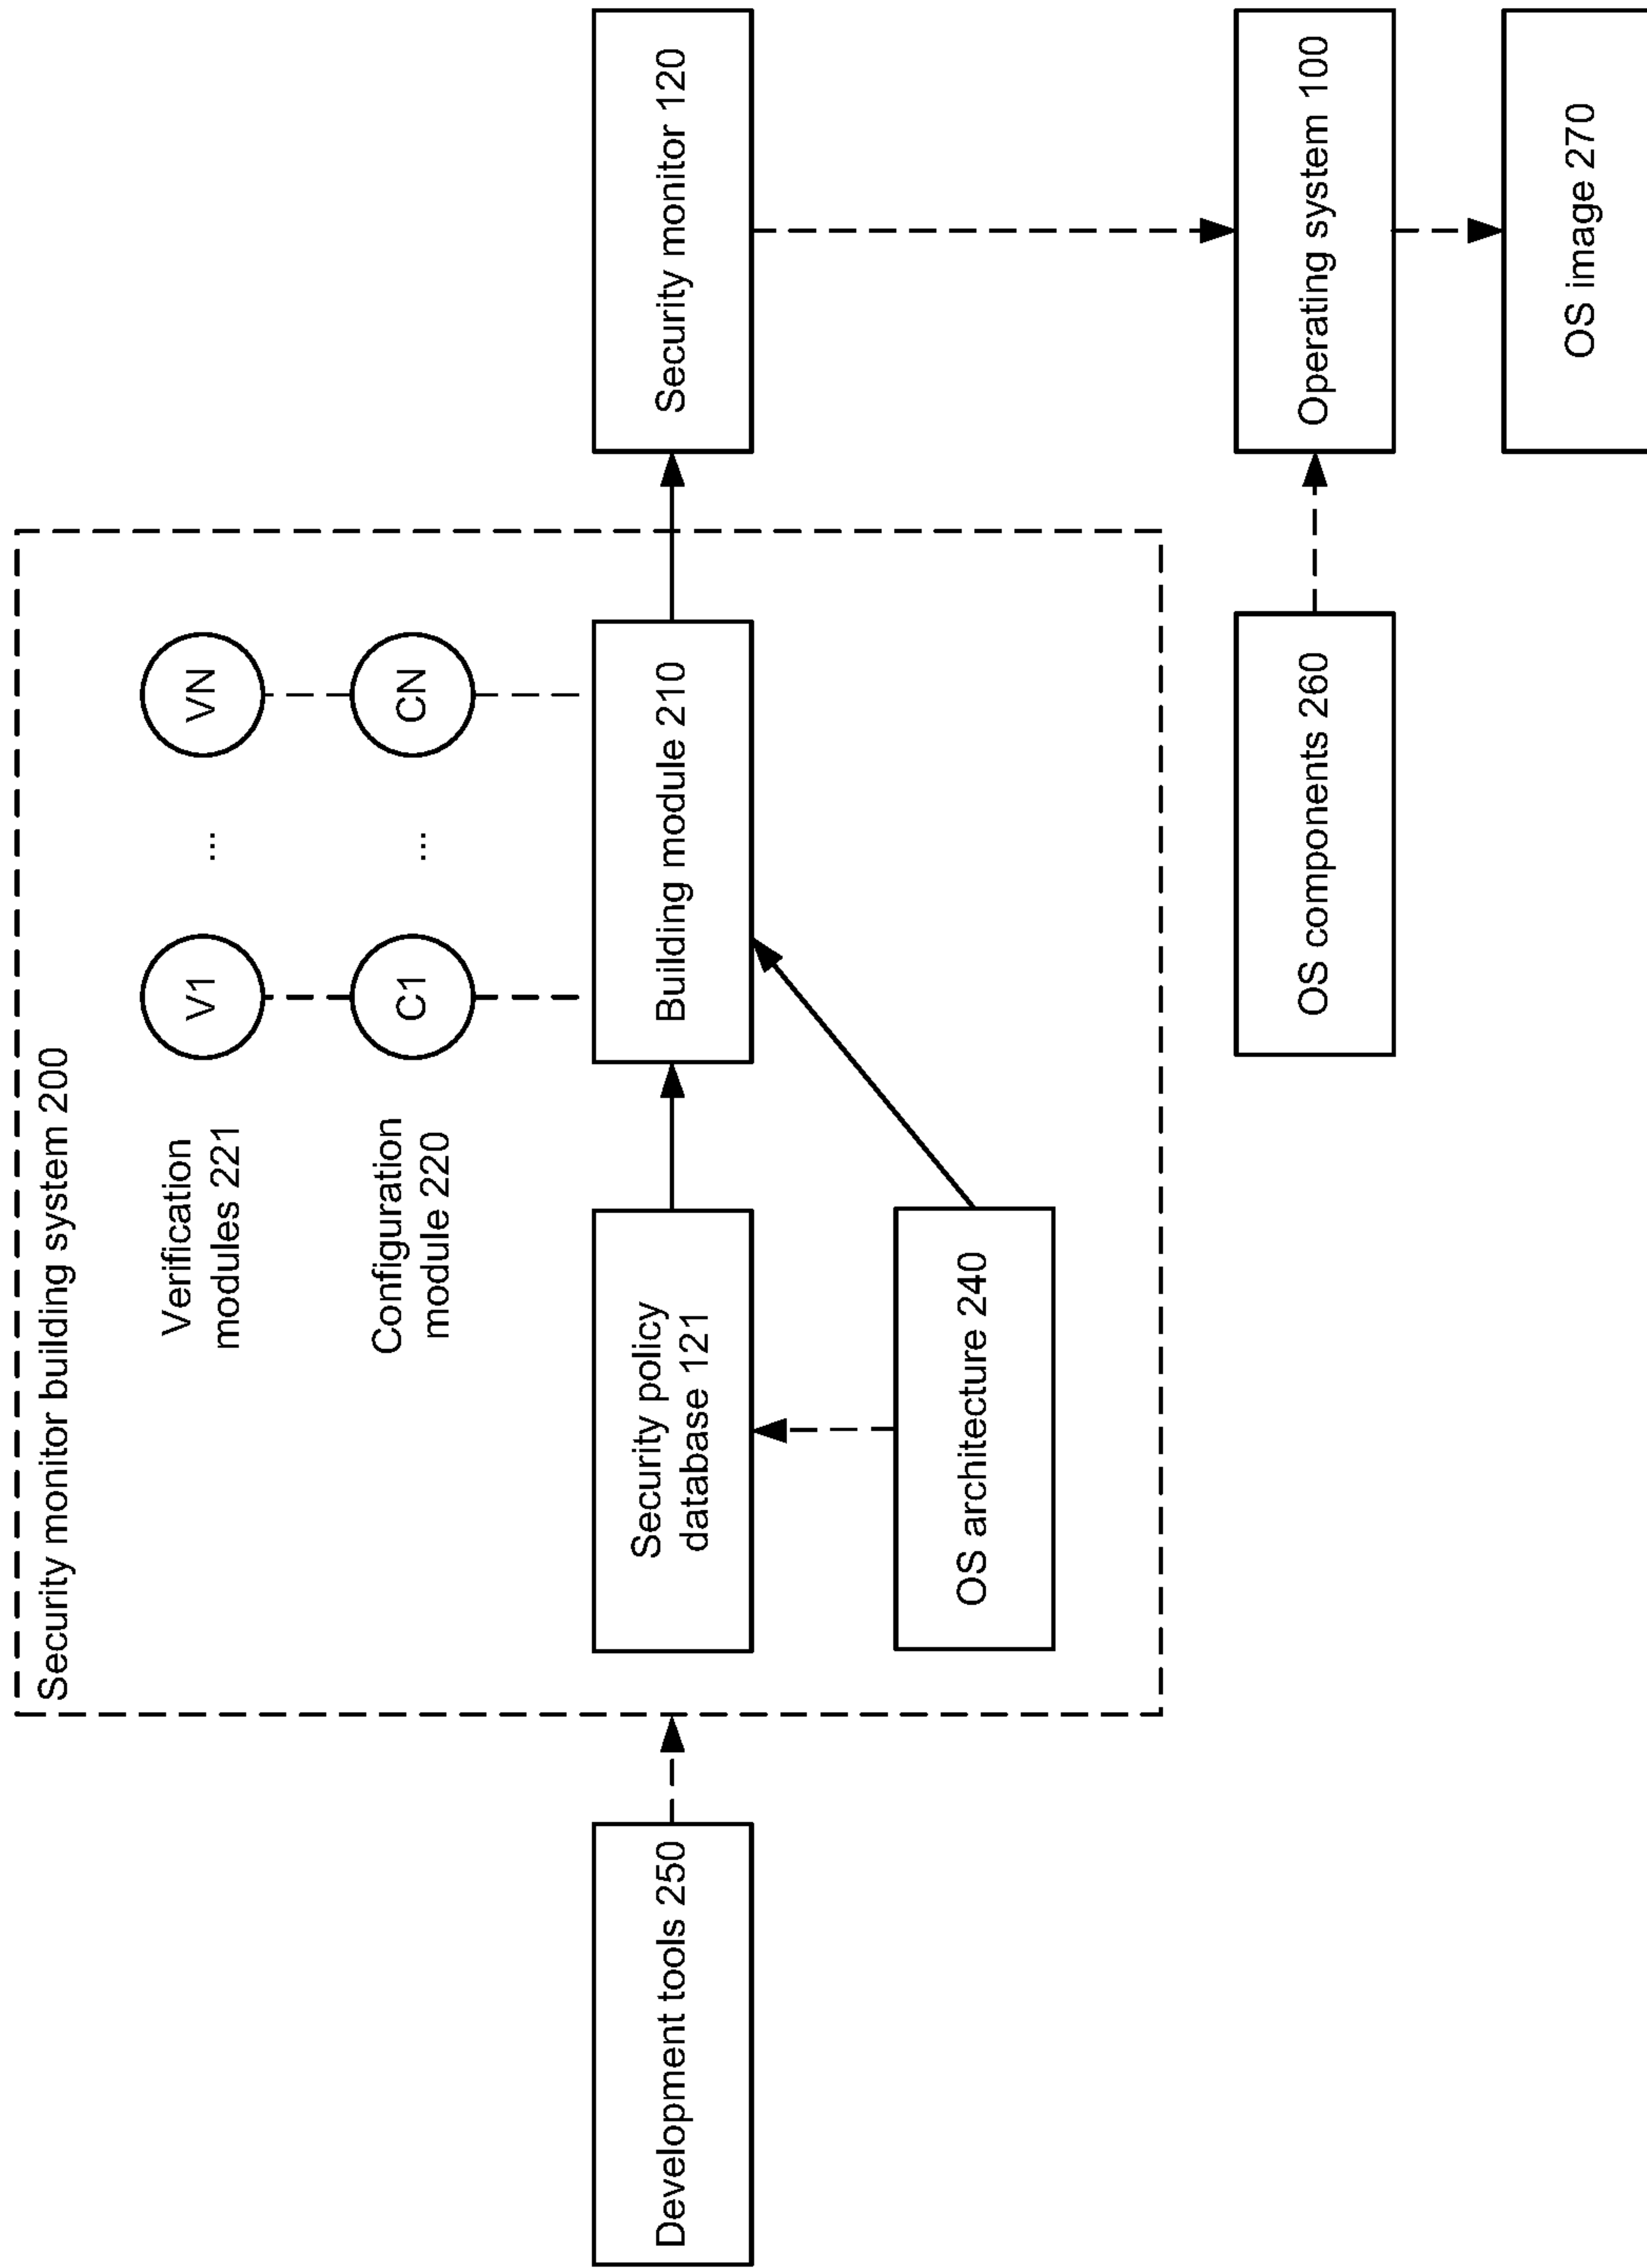 Security monitor building system 200
Verification
modules 221
V1
...
VN
Configuration
module 220
C1
...
CN
Development tools 250
Security policy
database 121
Building module 210
Security monitor 120
OS architecture 240
OS components 260
Operating system 100
OS image 270